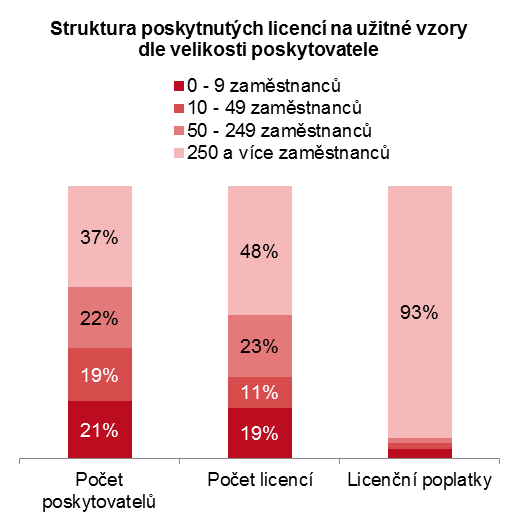 Struktura poskytnutých licencí na užitné vzory
dle velikosti poskytovatele
0 - 9 zaměstnanců
10 - 49 zaměstnanců
50 - 249 zaměstnanců
250 a více zaměstnanců
37%
48%
93%
22%
23%
19%
11%
21%
19%
Počet
poskytovatelů
Počet licencí
Licenční poplatky